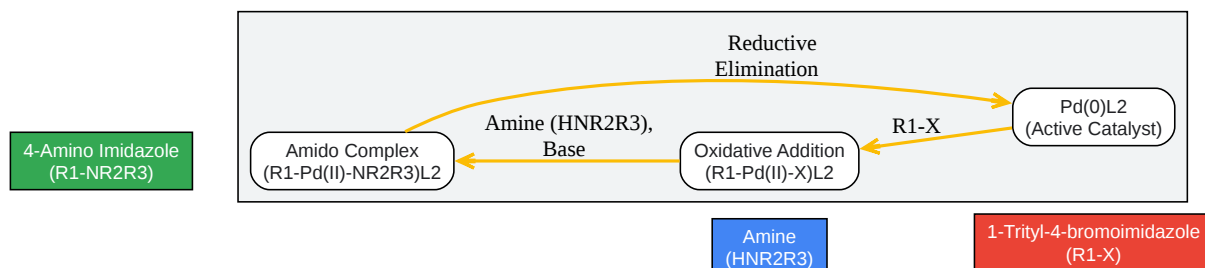 Reductive
Elimination
Pd(0)L2
(Active Catalyst)
R1-X
Amine (HNR2R3),
Base
4-Amino Imidazole
(R1-NR2R3)
Amido Complex
(R1-Pd(II)-NR2R3)L2
Oxidative Addition
(R1-Pd(II)-X)L2
Amine
(HNR2R3)
1-Trityl-4-bromoimidazole
(R1-X)